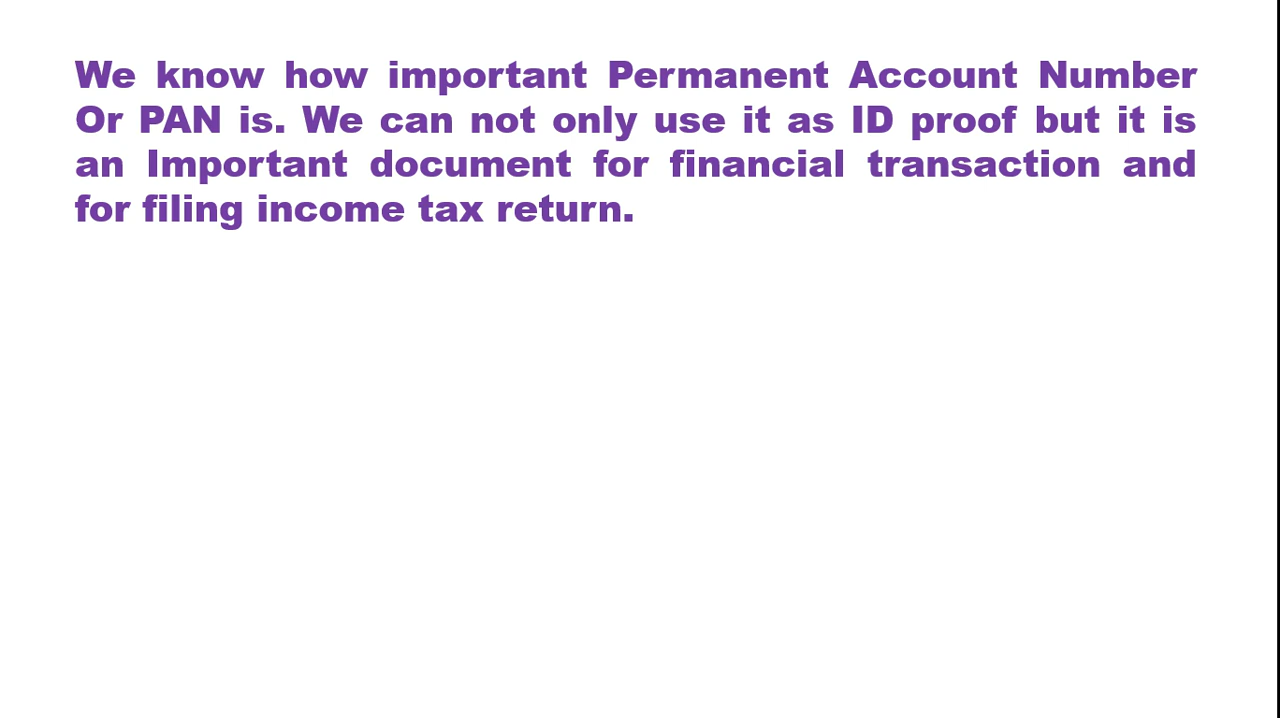 We know how important Permanent Account Number
Or PAN is. We can not only use it as ID proof but it is
an Important document for financial transaction and
for filing income tax return.